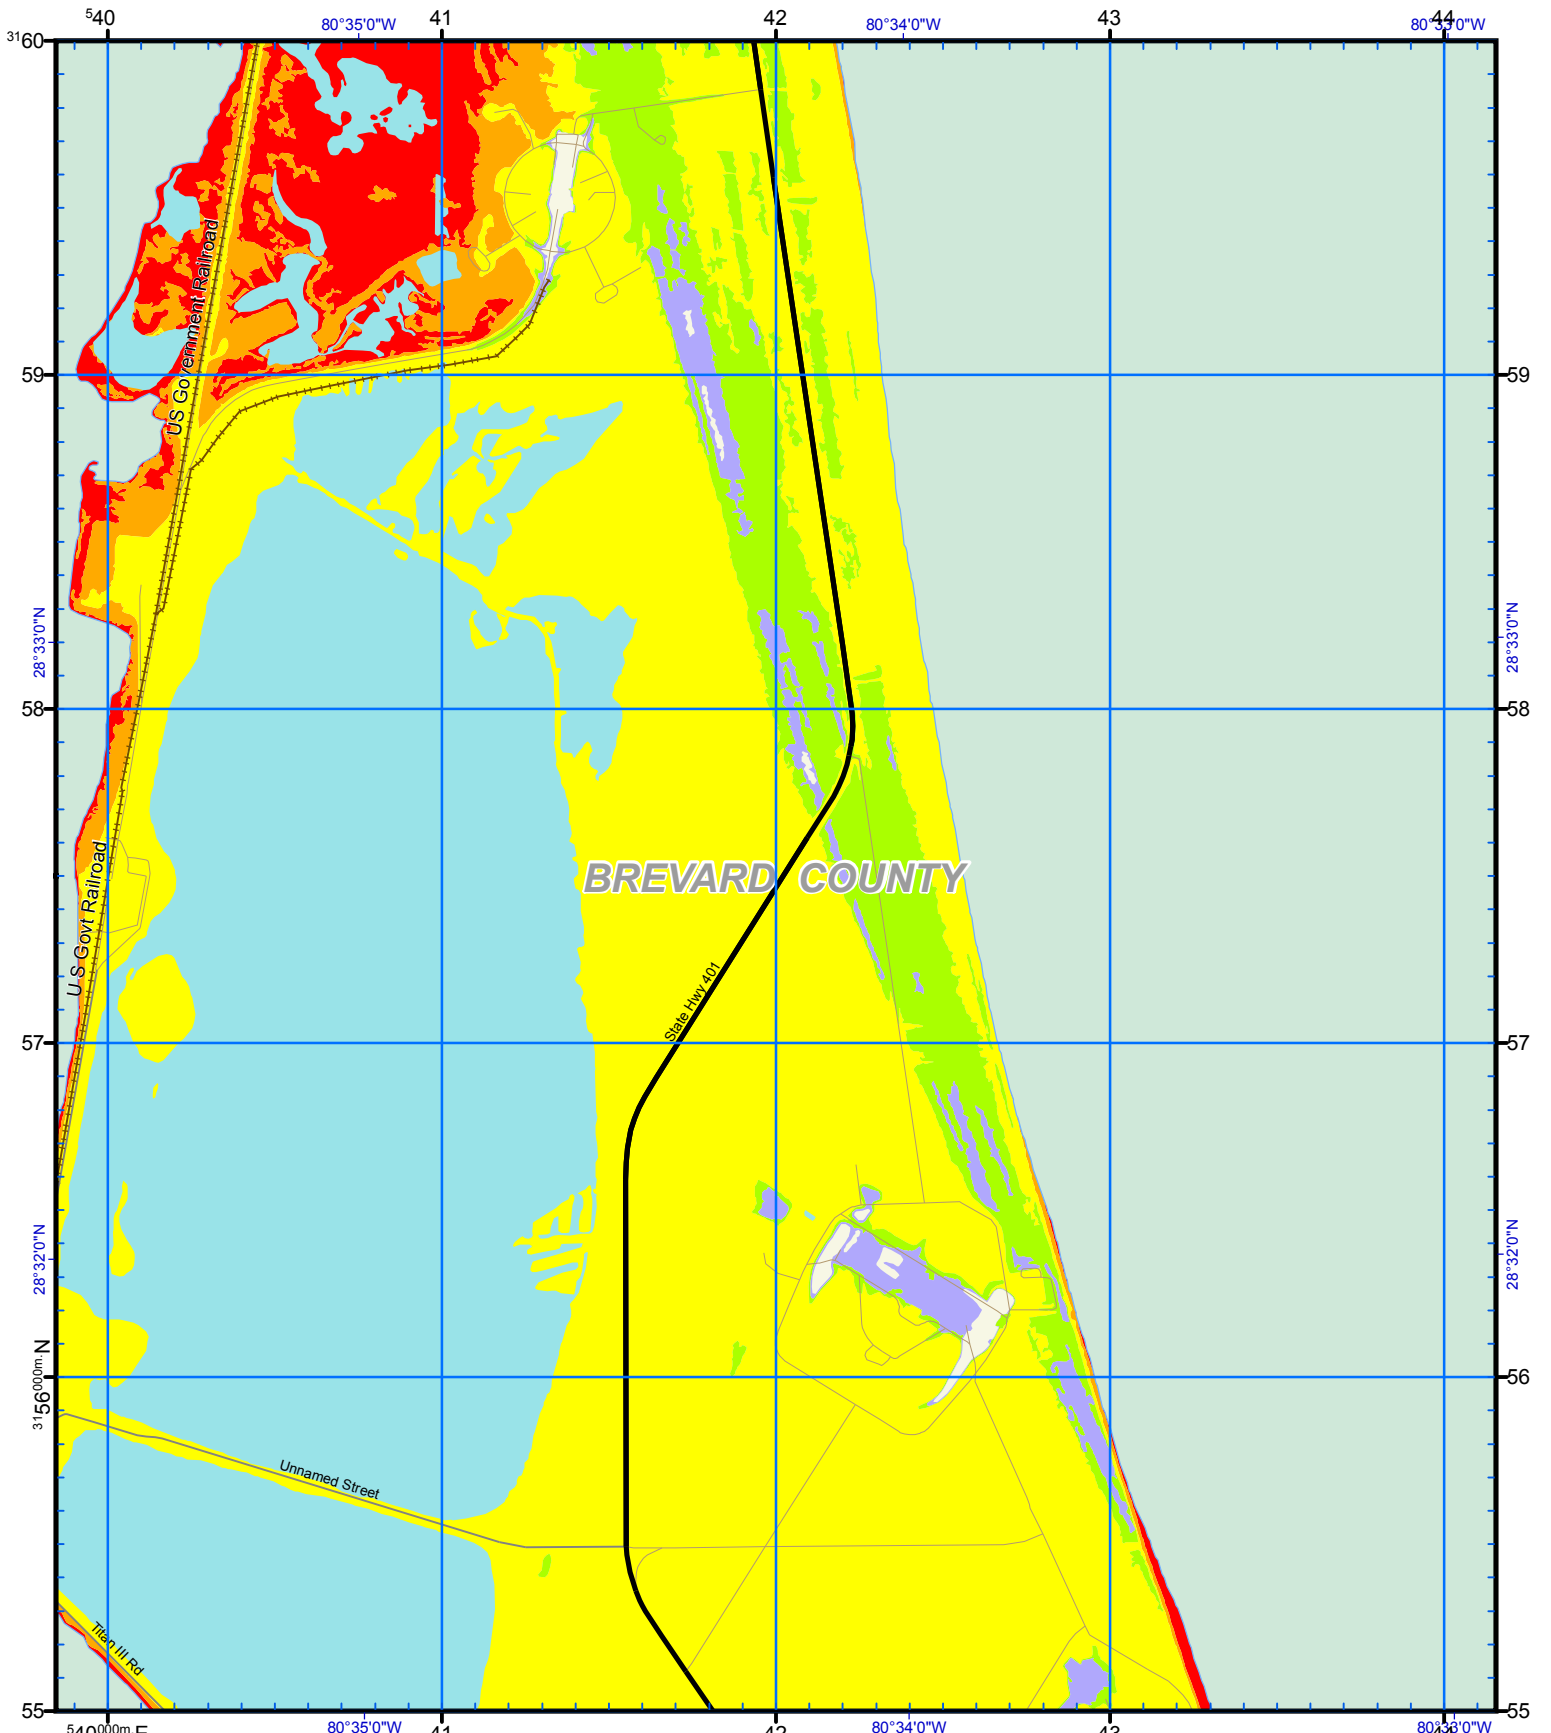 540 41 42 43 44
80°35'0"W 80°34'0"W 80°33'0"W
3160
US Government Railroad
59 59
28°33'0"N 28°33'0"N
58 58
BREVARD COUNTY
U S Govt Railroad
State Hwy 401
57 57
28°32'0"N 28°32'0"N
3156000m. N 56
Unnamed Street
Titan III Rd
55 55
80°35'0"W 80°34'0"W 80°33'0"W
540000m. E 41 42 43